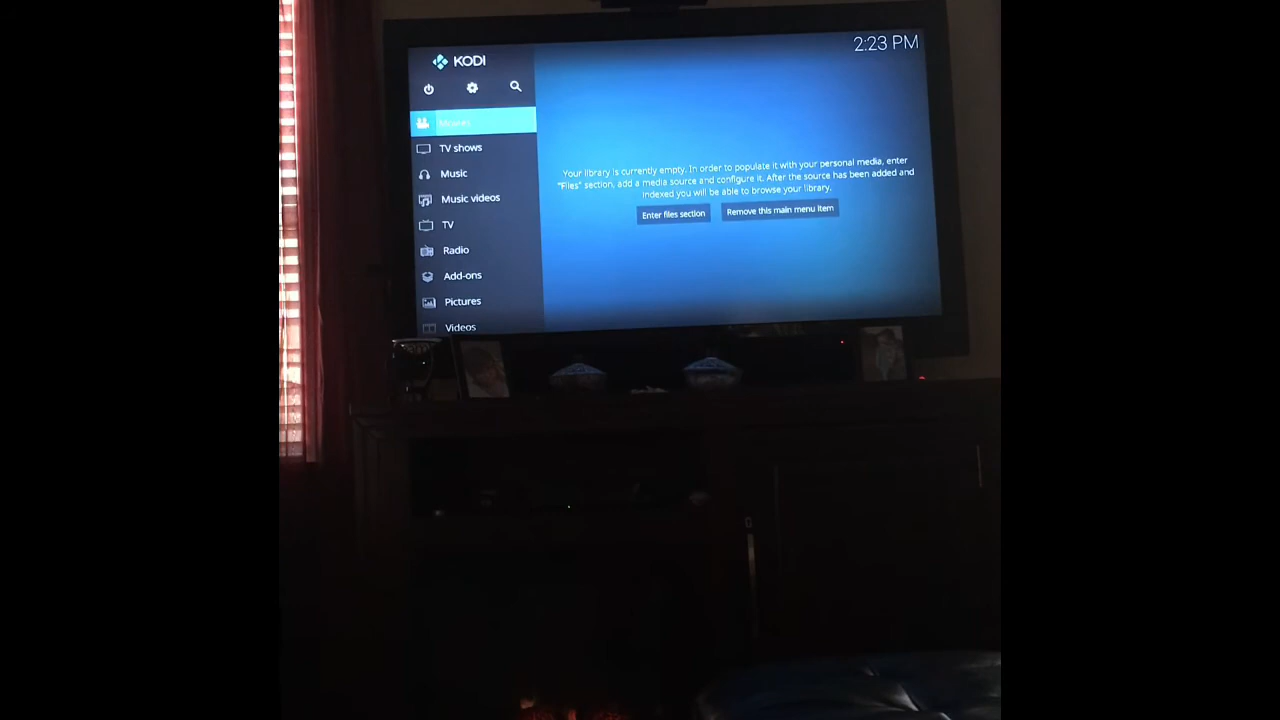 2:23 PM
KODI
Movies
TV shows
Music
Music videos
TV
Radio
Add-ons
Pictures
Videos
Your library is currently empty. In order to populate it with your personal media, enter
"Files" section, add a media source and configure it. After the source has been added and
indexed you will be able to browse your library.
Enter files section
Remove this main menu item